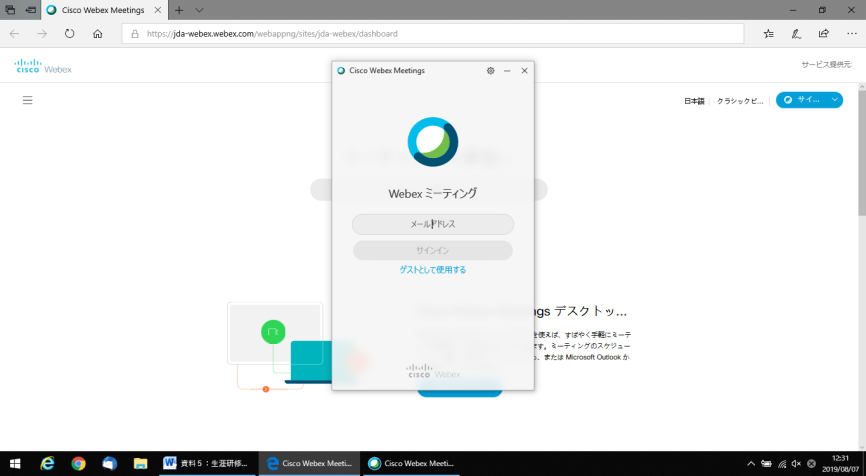 Cisco Webex Meetings
https://jda-webex.webex.com/webappng/sites/jda-webex/dashboard
CISCO Webex
サービス提供元
日本語
クラシックビ...
サイ...
Cisco Webex Meetings
Webex ミーティング
メールアドレス
サインイン
ゲストとして使用する
CISCO Webex
ngs デスクトッ...
を使えば、すばやく手軽にミーテ
ます。ミーティングのスケジュー
または Microsoft Outlook か
資料５：生涯研修...
Cisco Webex Meeti...
Cisco Webex Meeti...
12:31
2019/08/07